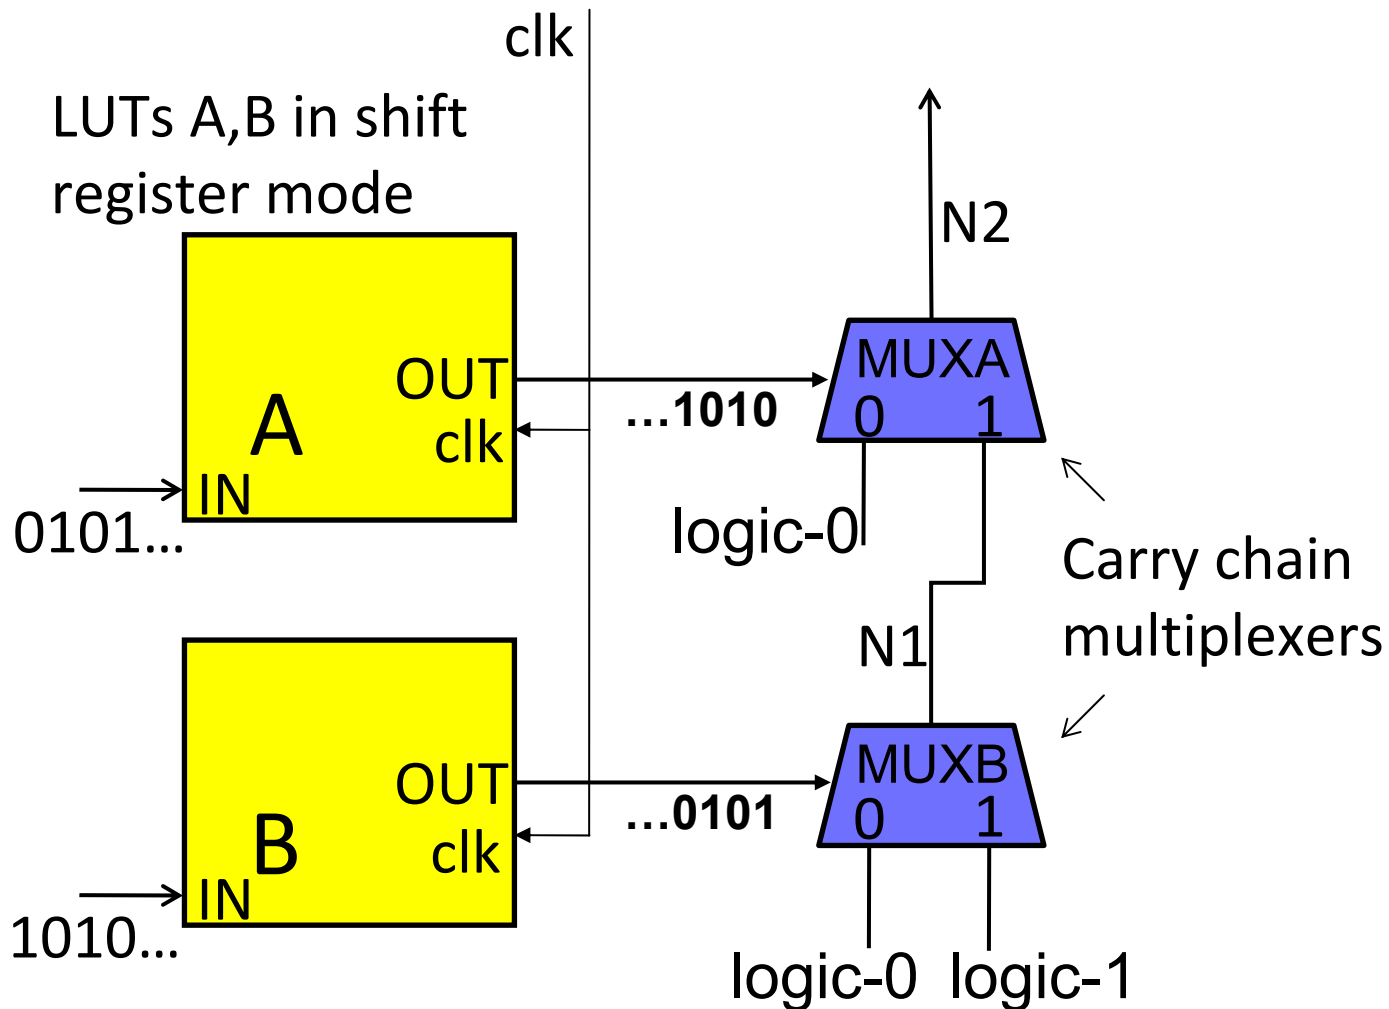 clk
LUTs A,B in shift
register mode
N2
A
OUT
clk
IN
0101...
...1010
MUXA
0 1
logic-0
Carry chain
multiplexers
N1
B
OUT
clk
IN
1010...
...0101
MUXB
0 1
logic-0 logic-1